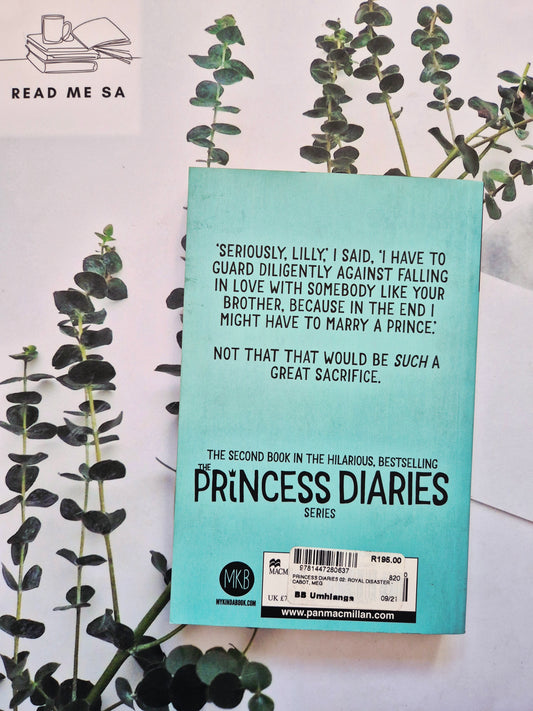 READ ME SA
'SERIOUSLY, LILLY,' I SAID, 'I HAVE TO
GUARD DILIGENTLY AGAINST FALLING
IN LOVE WITH SOMEBODY LIKE YOUR
BROTHER, BECAUSE IN THE END I
MIGHT HAVE TO MARRY A PRINCE.'
NOT THAT THAT WOULD BE SUCH A
GREAT SACRIFICE.
THE SECOND BOOK IN THE HILARIOUS, BESTSELLING
THE
PRINCESS DIARIES
SERIES
MKB
MYKINDABOOK.COM
MACM
UK £7
R195.00
9781447280637
PRINCESS DIARIES 02: ROYAL DISASTER
820
CABOT, MEG
BB Umhlanga
09/21
www.panmacmillan.com